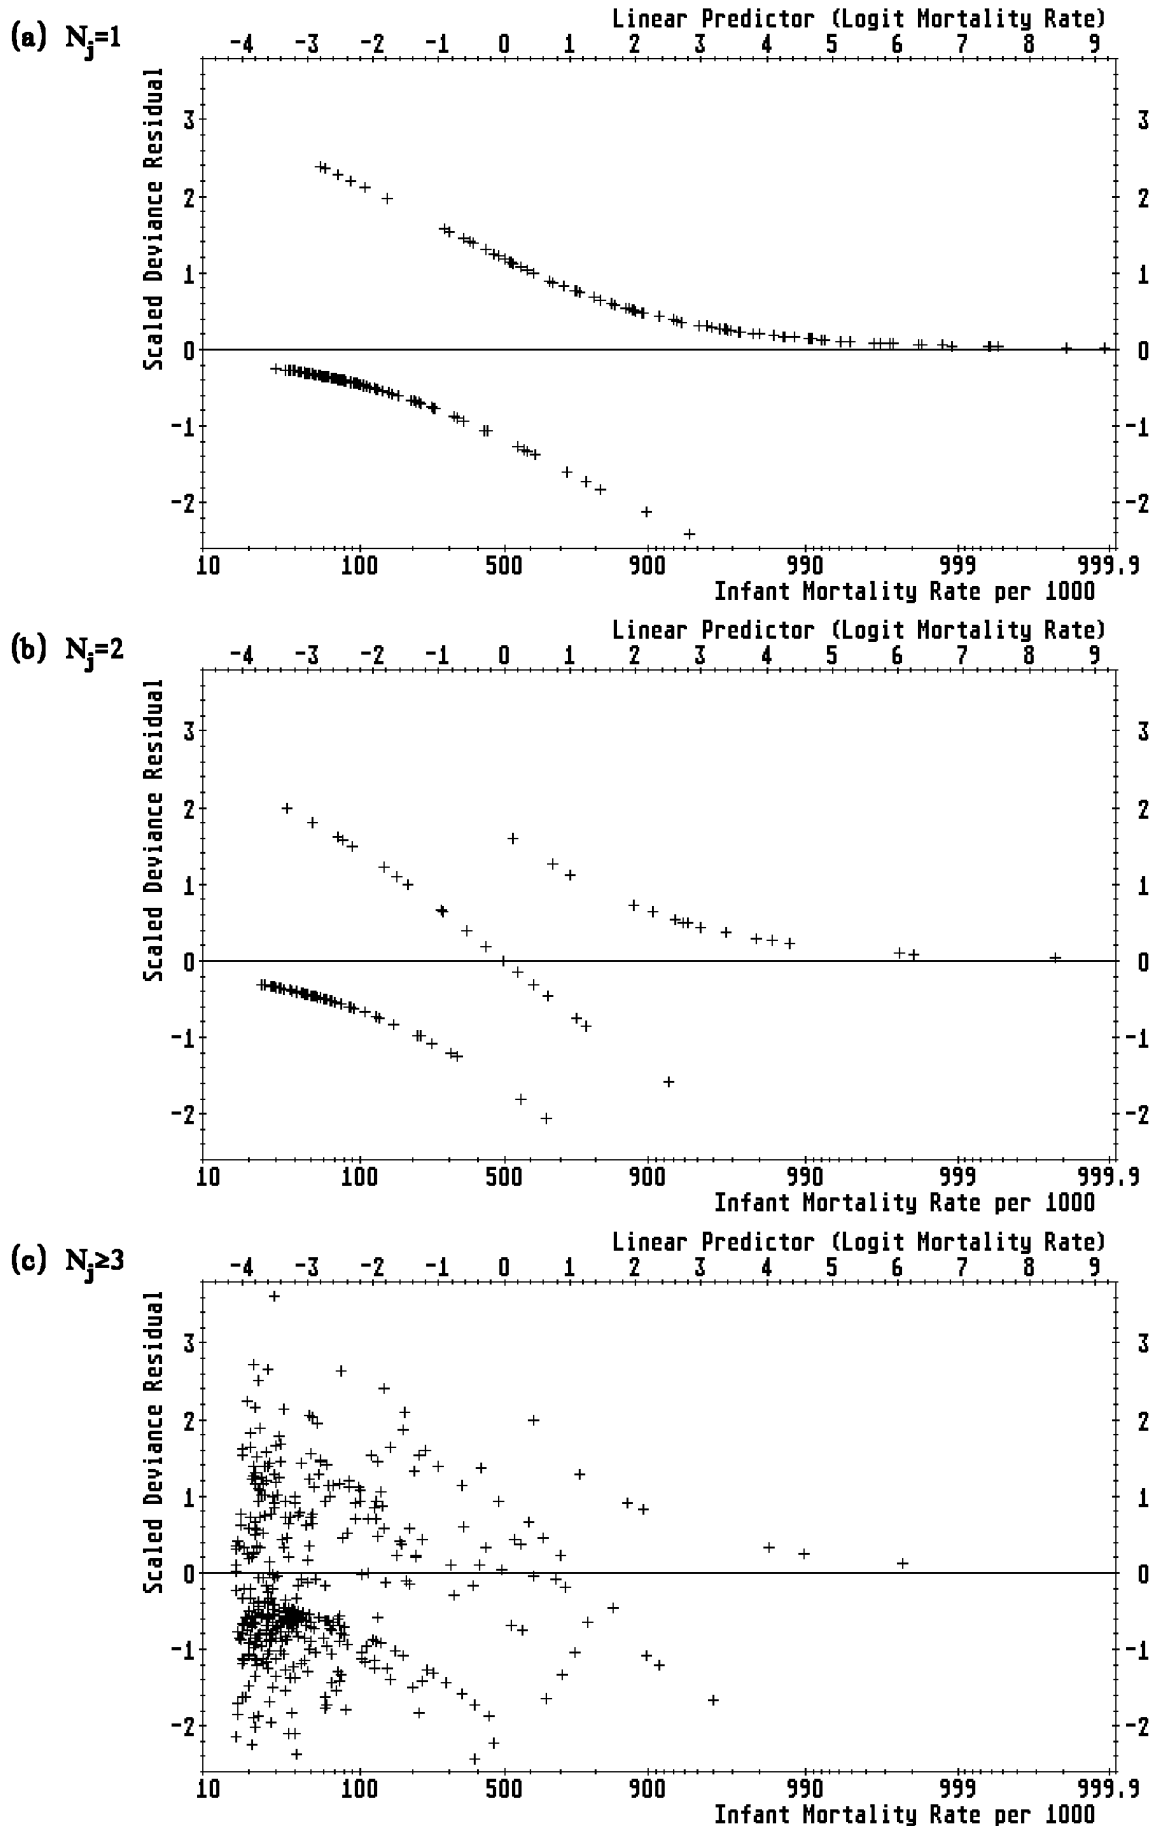 (a) Nj=1
Linear Predictor (Logit Mortality Rate)
-4 -3 -2 -1 0 1 2 3 4 5 6 7 8 9
Scaled Deviance Residual
3 3
2 2
1 1
0 0
-1 -1
-2 -2
10 100 500 900 990 999 999.9
Infant Mortality Rate per 1000
(b) Nj=2
Linear Predictor (Logit Mortality Rate)
-4 -3 -2 -1 0 1 2 3 4 5 6 7 8 9
Scaled Deviance Residual
3 3
2 2
1 1
0 0
-1 -1
-2 -2
10 100 500 900 990 999 999.9
Infant Mortality Rate per 1000
(c) Nj≥3
Linear Predictor (Logit Mortality Rate)
-4 -3 -2 -1 0 1 2 3 4 5 6 7 8 9
Scaled Deviance Residual
3 3
2 2
1 1
0 0
-1 -1
-2 -2
10 100 500 900 990 999 999.9
Infant Mortality Rate per 1000